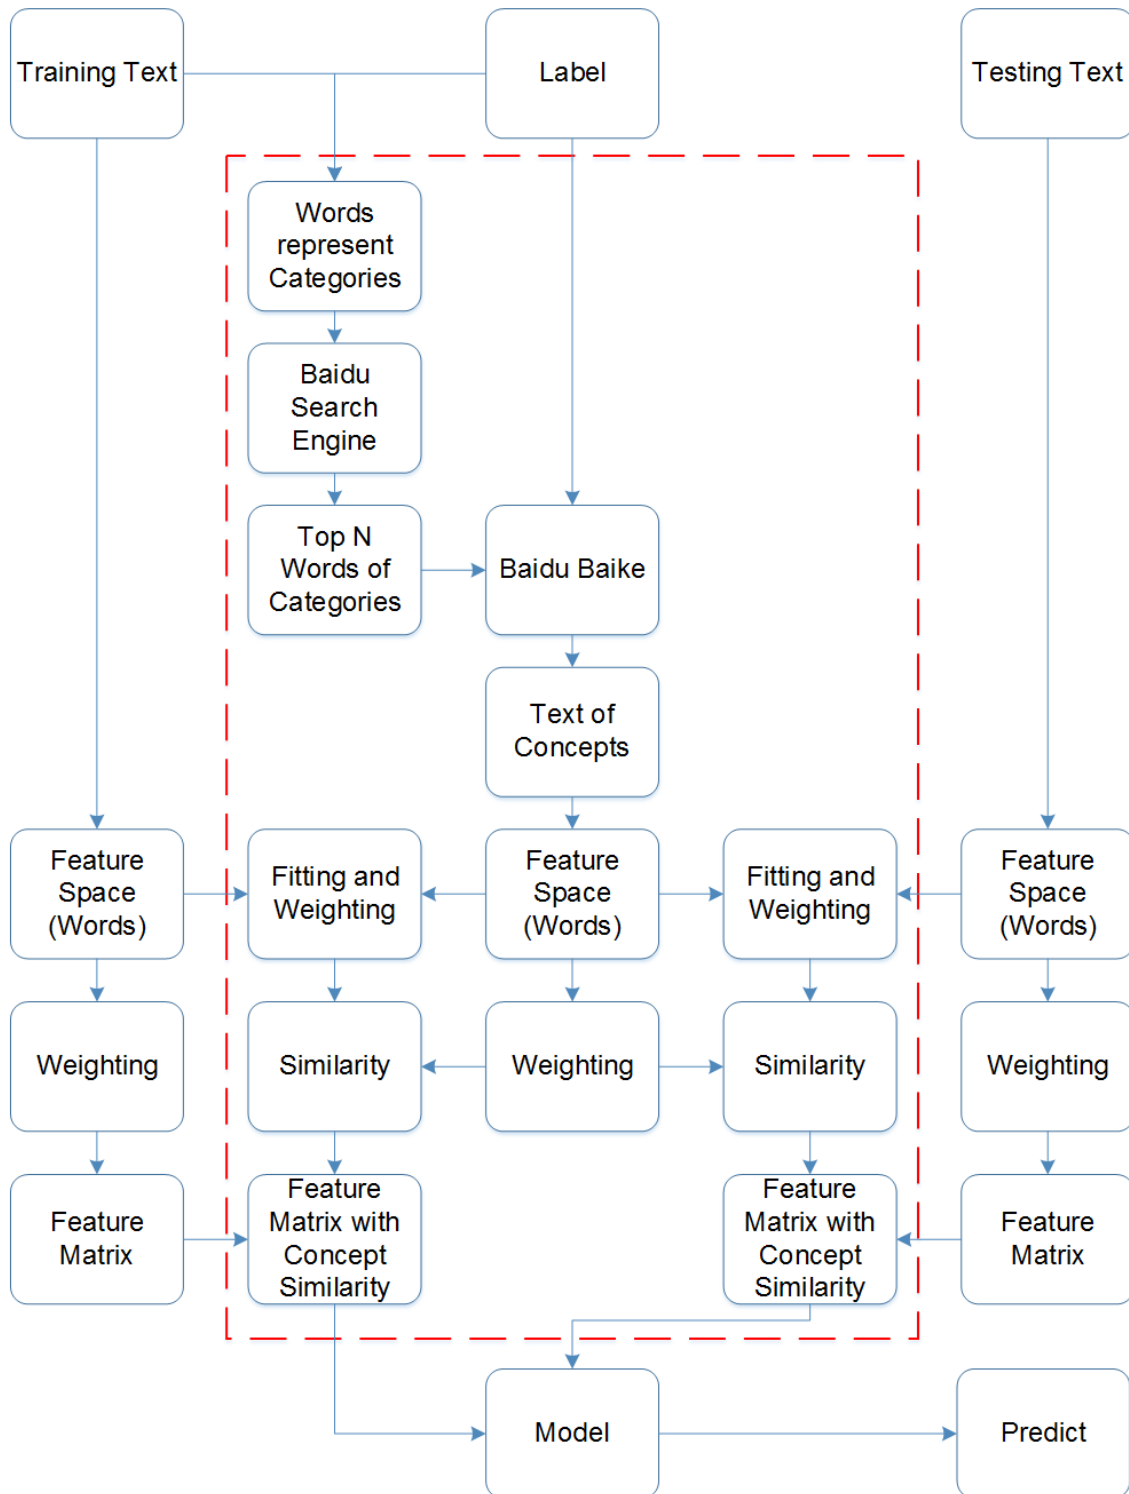 Training Text
Label
Testing Text
Words
represent
Categories
Baidu
Search
Engine
Top N
Words of
Categories
Baidu Baike
Text of
Concepts
Feature
Space
(Words)
Fitting and
Weighting
Feature
Space
(Words)
Fitting and
Weighting
Feature
Space
(Words)
Weighting
Similarity
Weighting
Similarity
Weighting
Feature
Matrix
Feature
Matrix with
Concept
Similarity
Feature
Matrix with
Concept
Similarity
Feature
Matrix
Model
Predict